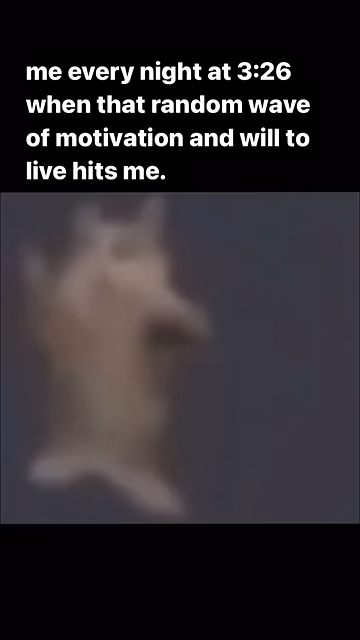 me every night at 3:26
when that random wave
of motivation and will to
live hits me.